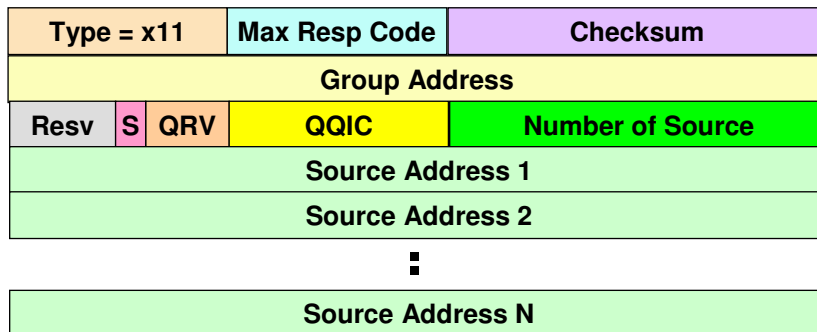 Type = x11 Max Resp Code Checksum
Group Address
Resv S QRV QQIC Number of Source
Source Address 1
Source Address 2
Source Address N